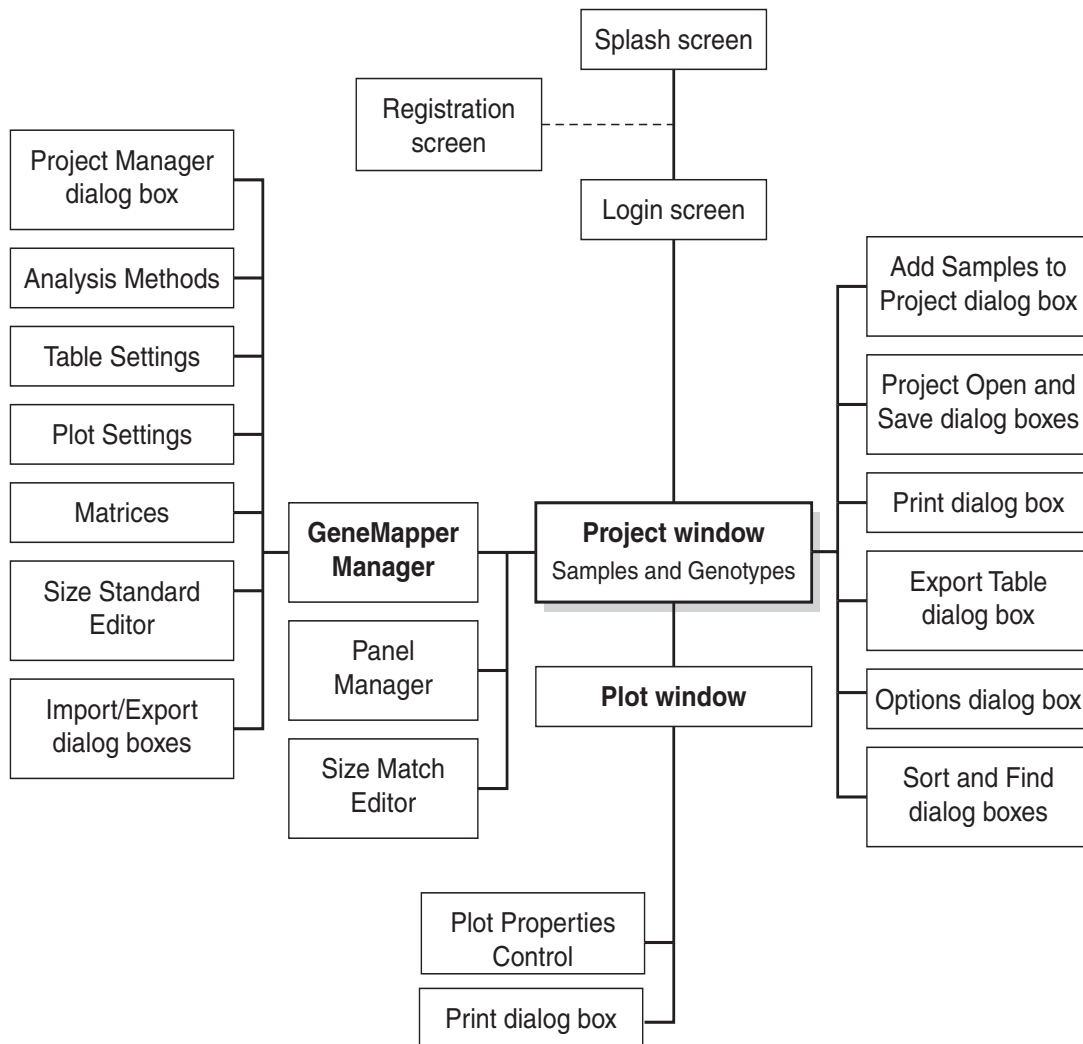 Splash screen
Registration
screen
Login screen
Project Manager
dialog box
Analysis Methods
Table Settings
Plot Settings
Matrices
Size Standard
Editor
Import/Export
dialog boxes
GeneMapper
Manager
Panel
Manager
Size Match
Editor
Project window
Samples and Genotypes
Plot window
Plot Properties
Control
Print dialog box
Add Samples to
Project dialog box
Project Open and
Save dialog boxes
Print dialog box
Export Table
dialog box
Options dialog box
Sort and Find
dialog boxes